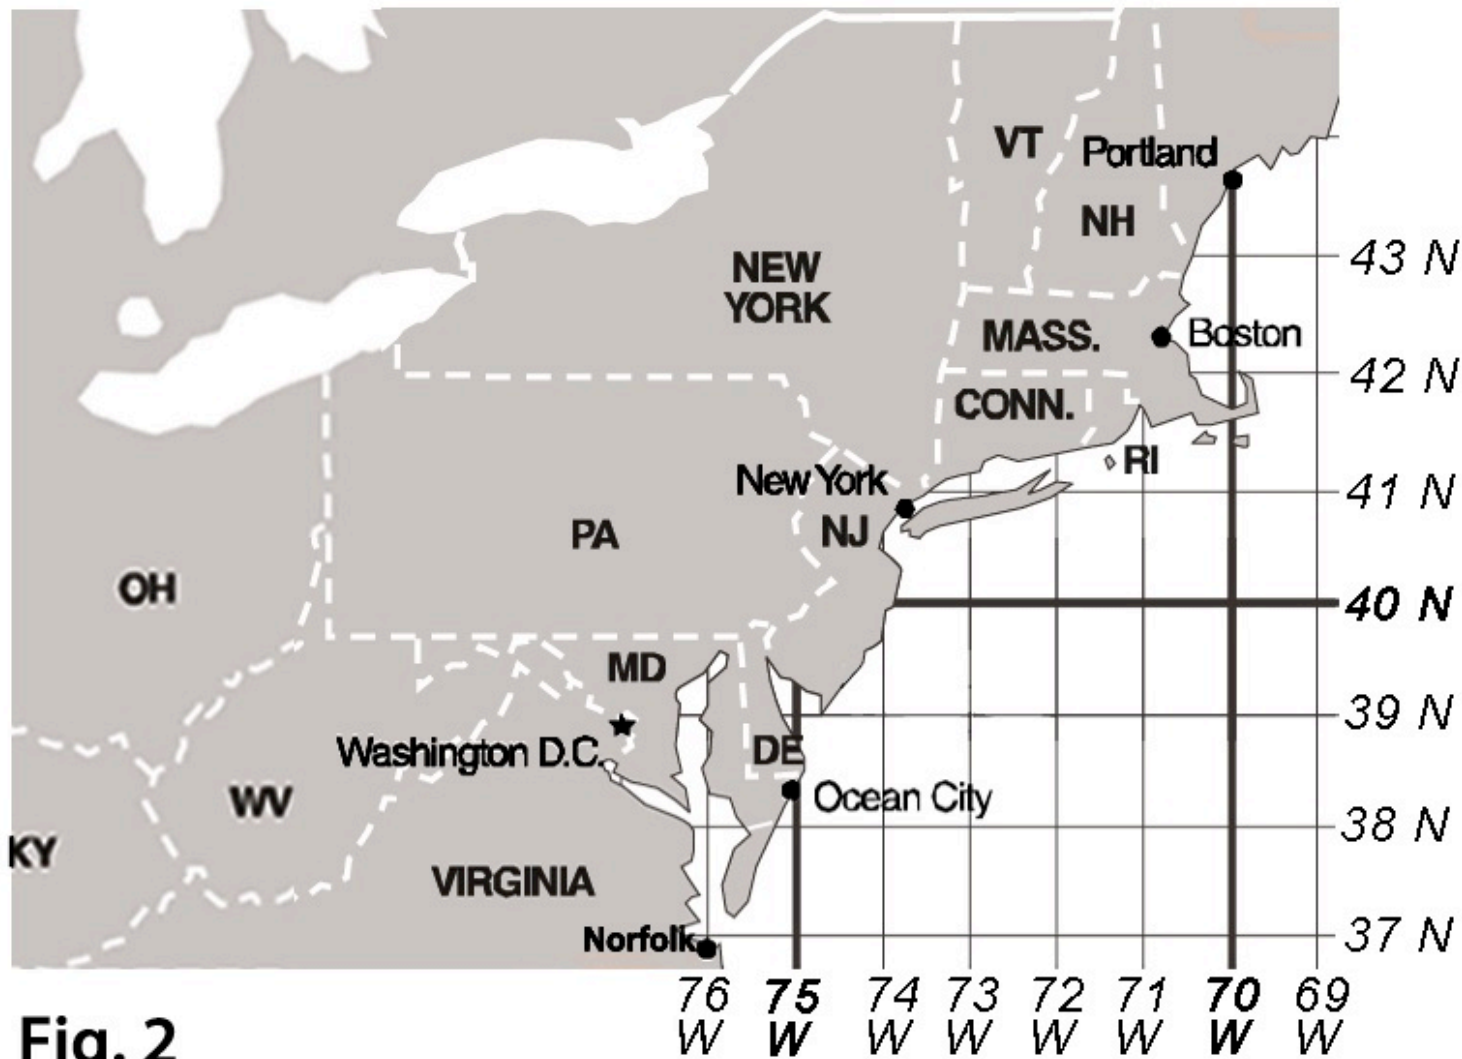 VT
Portland
NH
43 N
NEW
YORK
MASS.
Boston
42 N
CONN.
RI
New York
41 N
NJ
PA
OH
40 N
MD
39 N
Washington D.C.
DE
WV
Ocean City
38 N
KY
VIRGINIA
Norfolk
37 N
76 75 74 73 72 71 70 69
W W W W W W W W
Fig. 2